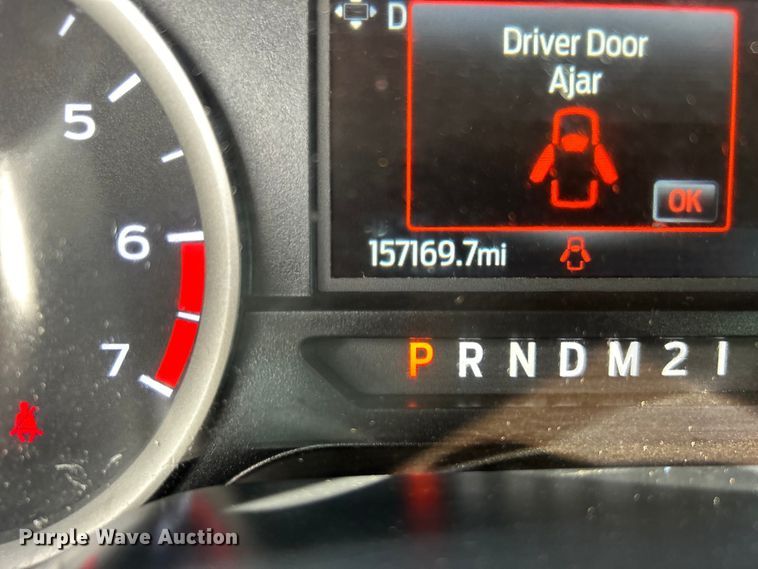 D
Driver Door
Ajar
OK
5
6
157169.7mi
7
P R N D M 2 1
Purple Wave Auction